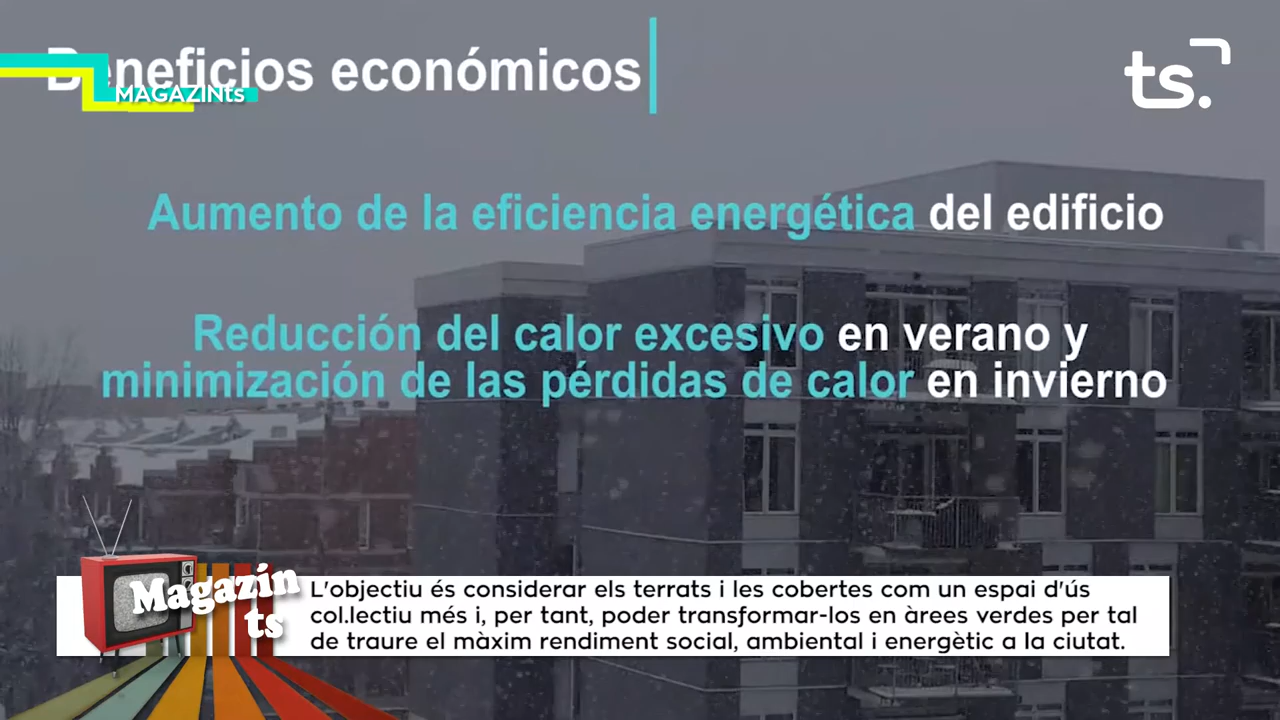 Beneficios económicos
MAGAZINts
ts.
Aumento de la eficiencia energética del edificio
Reducción del calor excesivo en verano y
minimización de las pérdidas de calor en invierno
Magazín
ts
L'objectiu és considerar els terrats i les cobertes com un espai d'ús
col.lectiu més i, per tant, poder transformar-los en àrees verdes per tal
de traure el màxim rendiment social, ambiental i energètic a la ciutat.